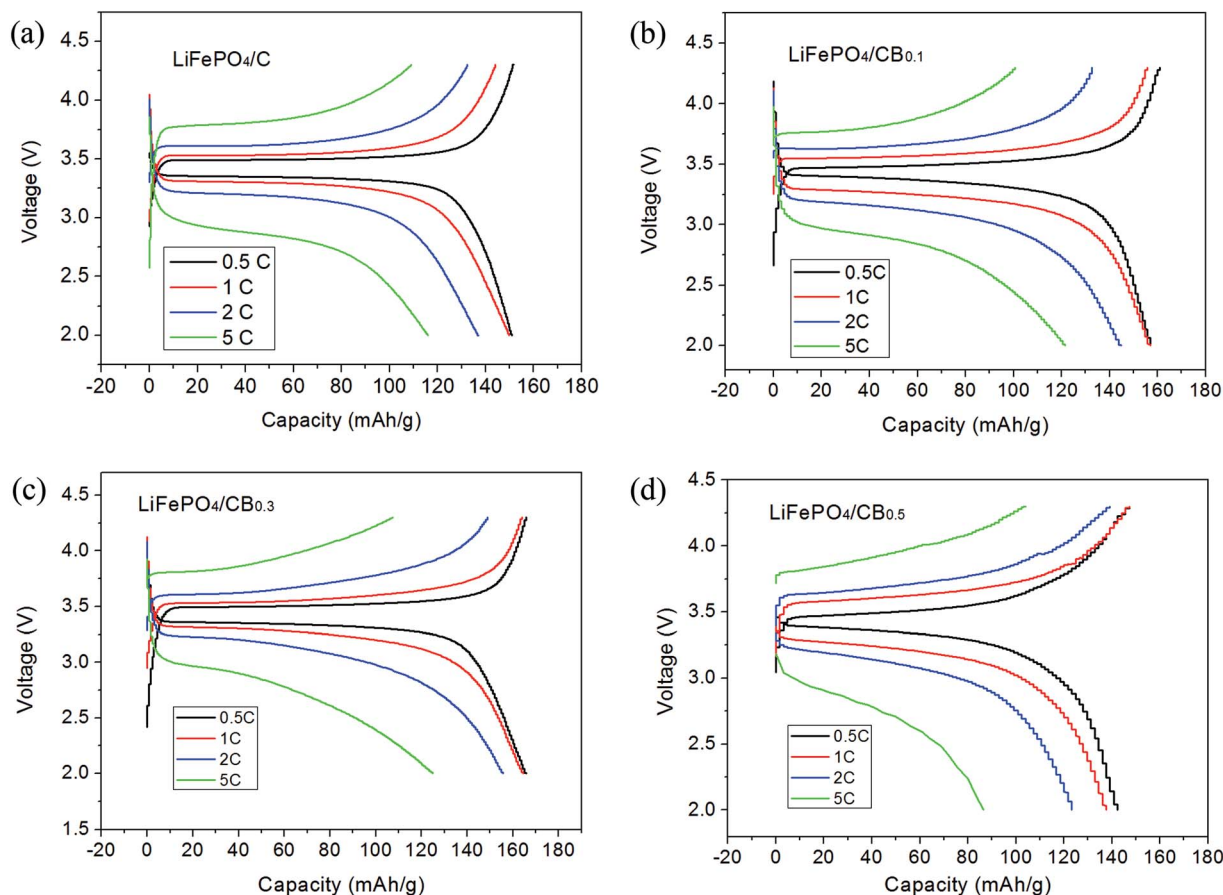 (a)
LiFePO4/C
4.5
4.0
3.5
3.0
2.5
2.0
Voltage (V)
0.5 C
1 C
2 C
5 C
-20 0 20 40 60 80 100 120 140 160 180
Capacity (mAh/g)
(b)
LiFePO4/CB0.1
4.5
4.0
3.5
3.0
2.5
2.0
Voltage (V)
0.5C
1C
2C
5C
-20 0 20 40 60 80 100 120 140 160 180
Capacity (mAh/g)
(c)
LiFePO4/CB0.3
4.5
4.0
3.5
3.0
2.5
2.0
1.5
Voltage (V)
0.5C
1C
2C
5C
-20 0 20 40 60 80 100 120 140 160 180
Capacity (mAh/g)
(d)
LiFePO4/CB0.5
4.5
4.0
3.5
3.0
2.5
2.0
Voltage (V)
0.5C
1C
2C
5C
-20 0 20 40 60 80 100 120 140 160 180
Capacity (mAh/g)